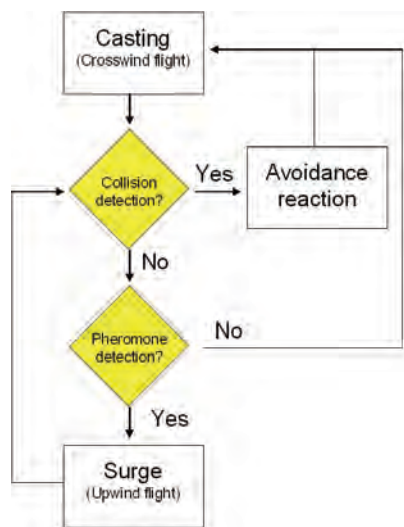 Casting
(Crosswind flight)
Collision
detection?
Yes
Avoidance
reaction
No
Pheromone
detection?
No
Yes
Surge
(Upwind flight)